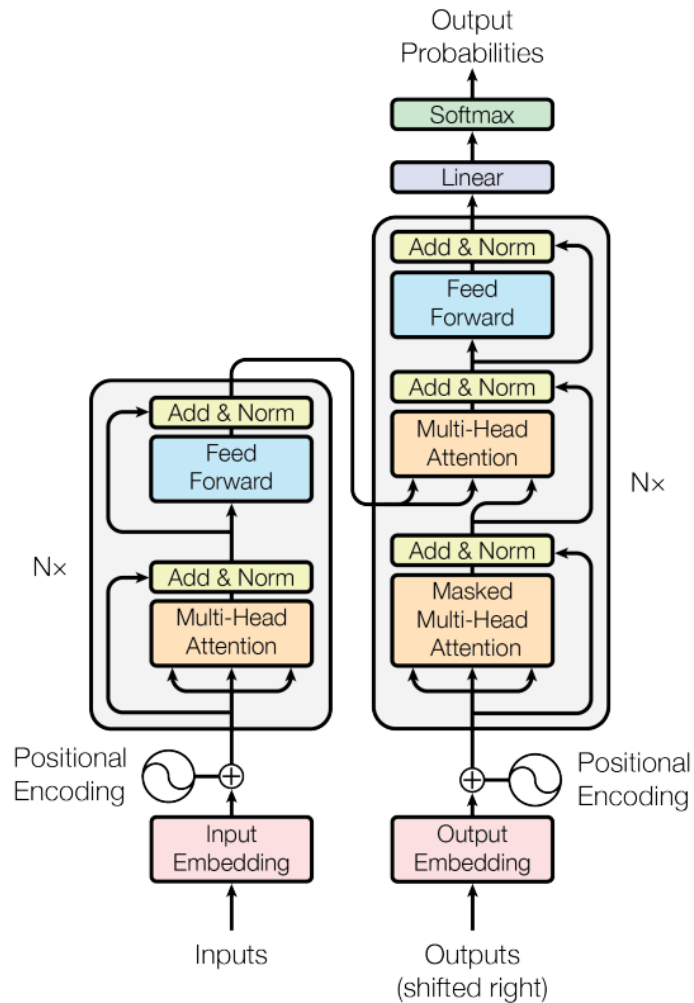 Output
Probabilities
Softmax
Linear
Add & Norm
Feed
Forward
Add & Norm
Multi-Head
Attention
Nx
Add & Norm
Masked
Multi-Head
Attention
Add & Norm
Feed
Forward
Nx
Add & Norm
Multi-Head
Attention
Positional
Encoding
Positional
Encoding
Input
Embedding
Output
Embedding
Inputs
Outputs
(shifted right)